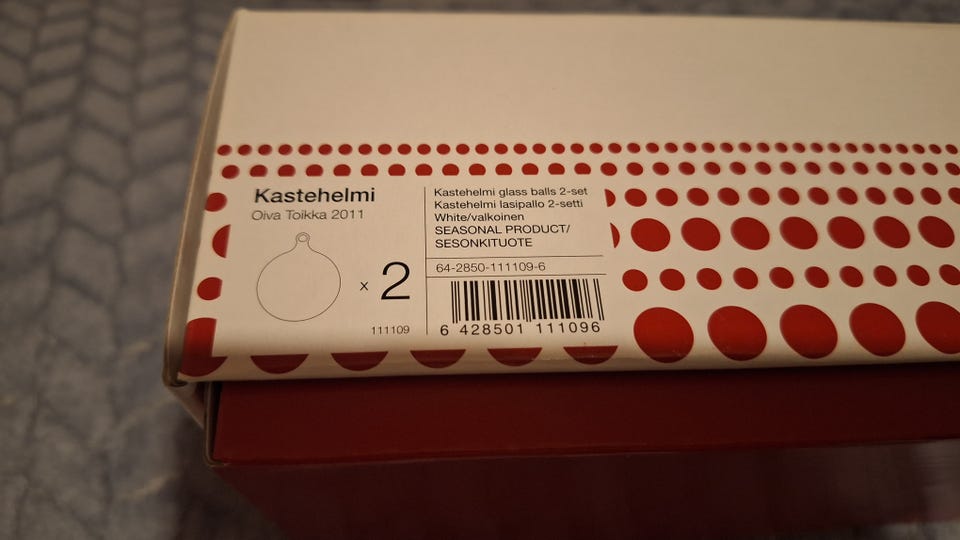 Kastehelmi
Oiva Toikka 2011
x 2
111109
Kastehelmi glass balls 2-set
Kastehelmi lasipallo 2-setti
White/valkoinen
SEASONAL PRODUCT/
SESONKITUOTE
64-2850-111109-6
6 428501 111096